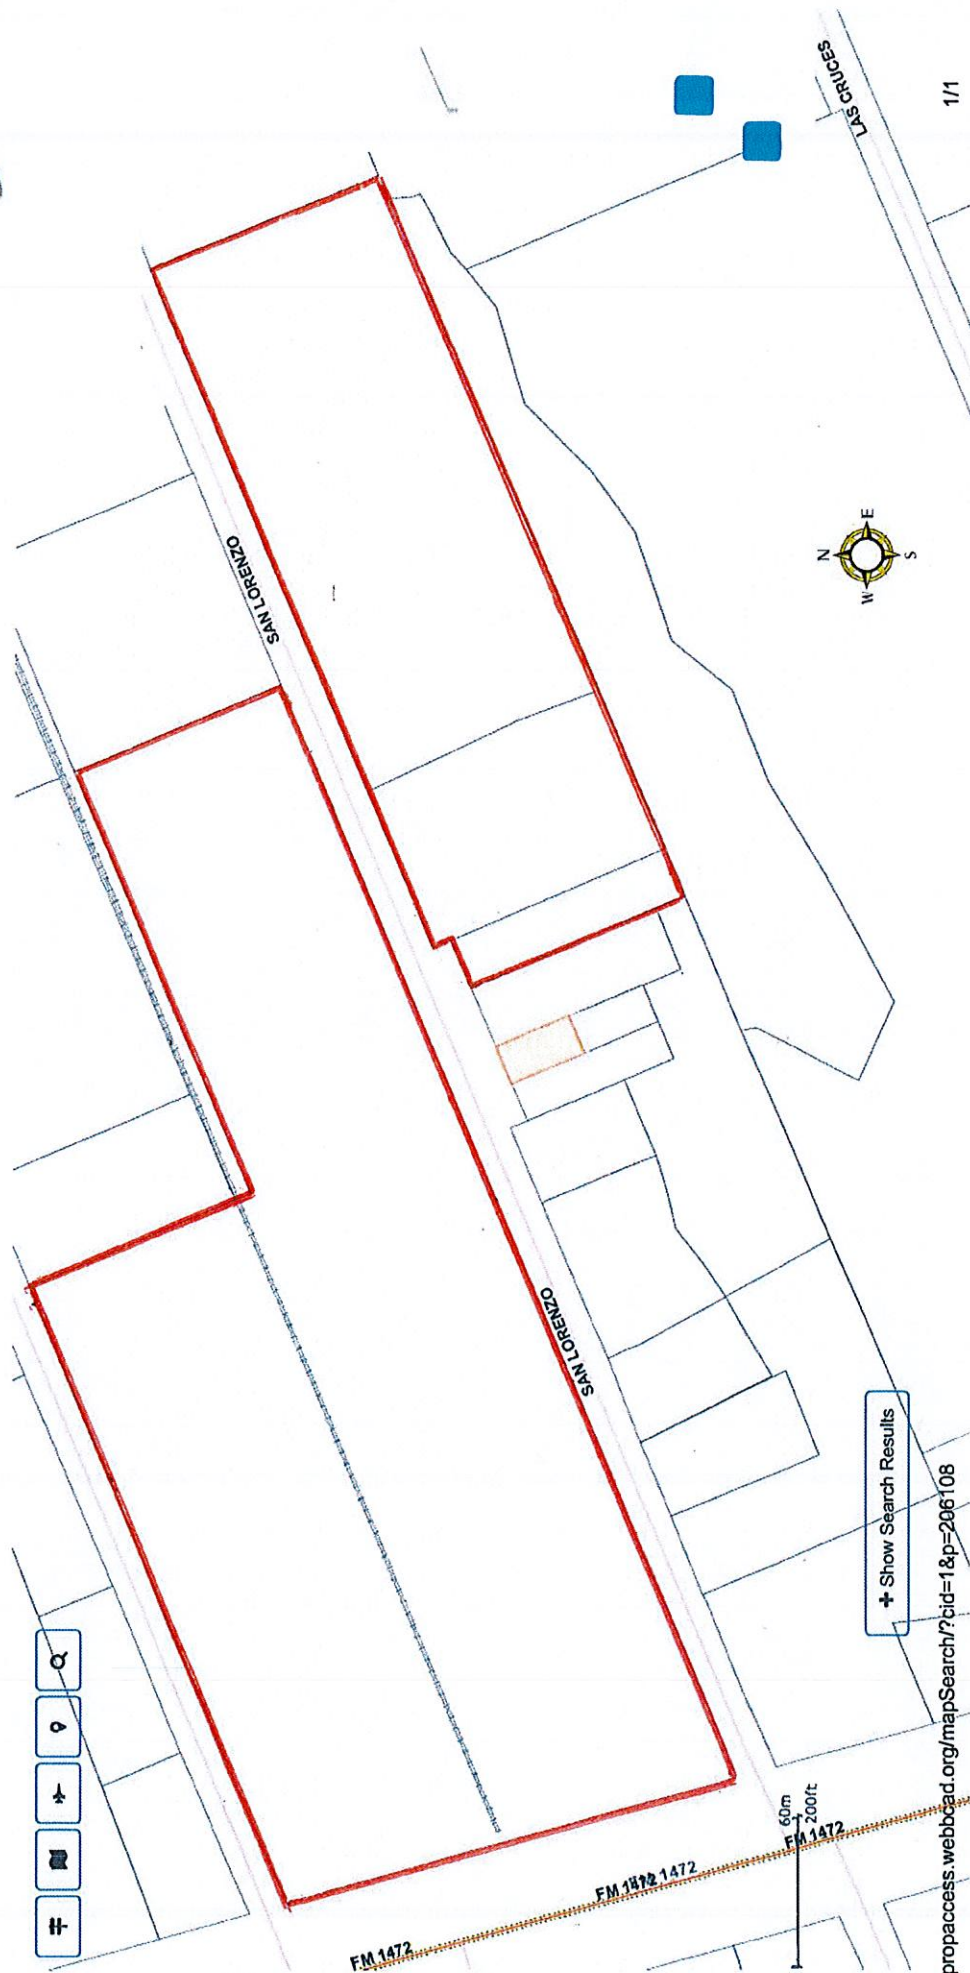 SAN LORENZO
LAS CRUCES
N
W E
S
SAN LORENZO
+ Show Search Results
60m
200ft
FM 1472
FM 1472
FM 1472
propaccess.webbcad.org/mapSearch/?cid=1&p=206108
1/1